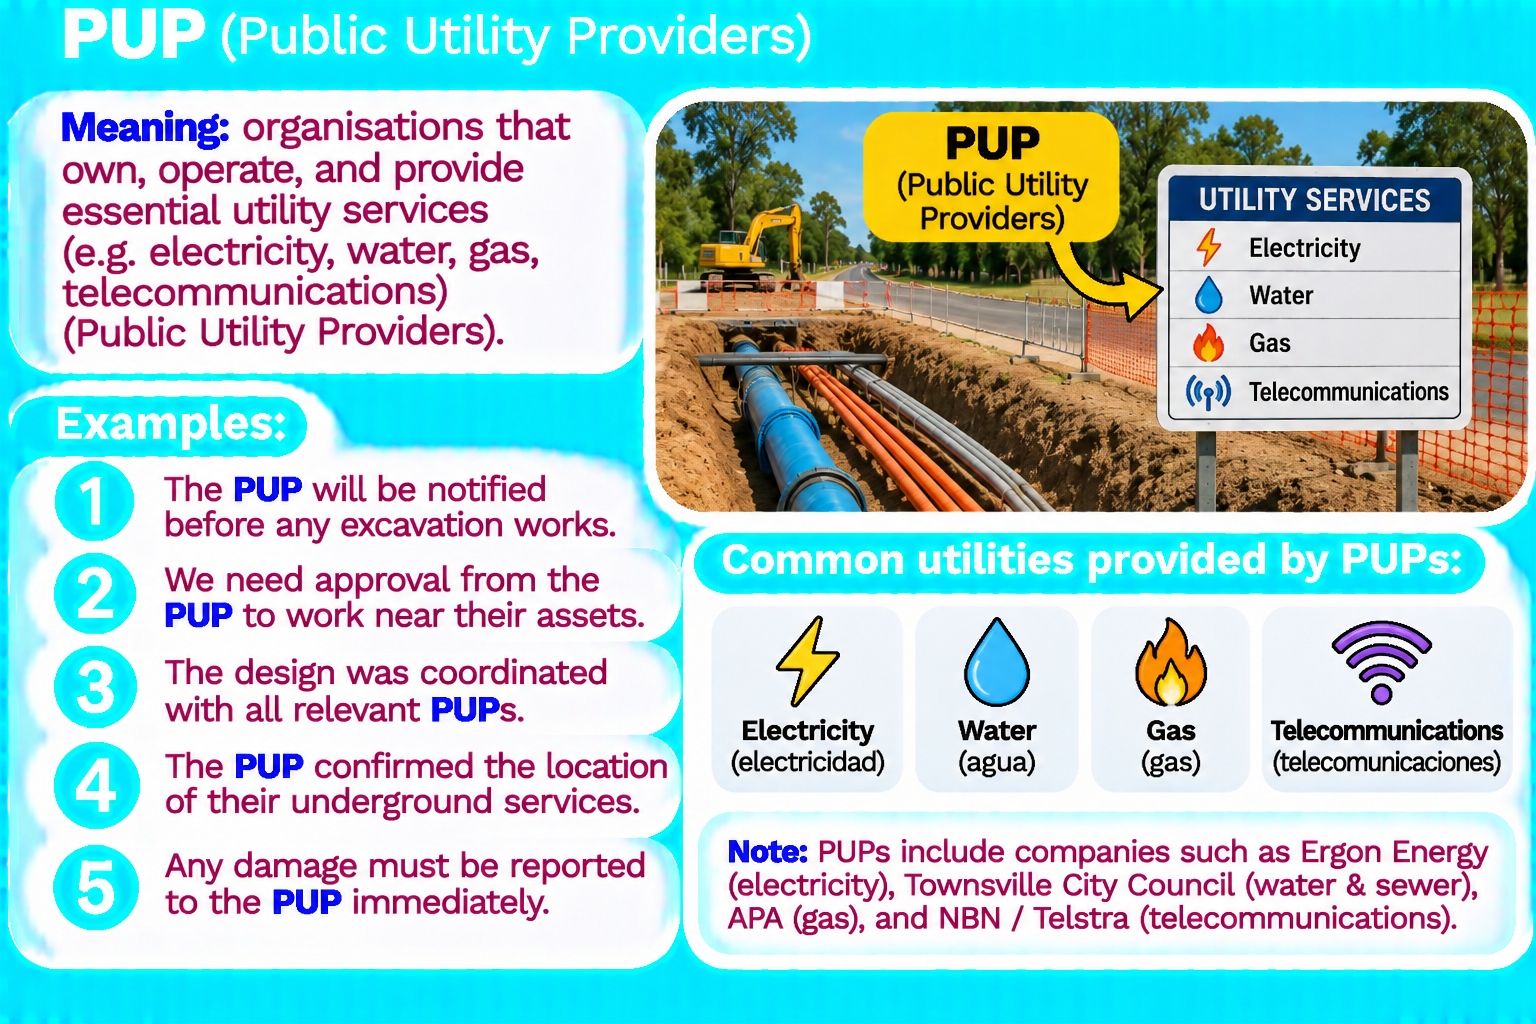 PUP (Public Utility Providers)
Meaning: organisations that
own, operate, and provide
essential utility services
(e.g. electricity, water, gas,
telecommunications)
(Public Utility Providers).
PUP
(Public Utility
Providers)
UTILITY SERVICES
Electricity
Water
Gas
Telecommunications
Examples:
1 The PUP will be notified
before any excavation works.
2 We need approval from the
PUP to work near their assets.
3 The design was coordinated
with all relevant PUPs.
4 The PUP confirmed the location
of their underground services.
5 Any damage must be reported
to the PUP immediately.
Common utilities provided by PUPs:
Electricity
(electricidad)
Water
(agua)
Gas
(gas)
Telecommunications
(telecomunicaciones)
Note: PUPs include companies such as Ergon Energy
(electricity), Townsville City Council (water & sewer),
APA (gas), and NBN / Telstra (telecommunications).